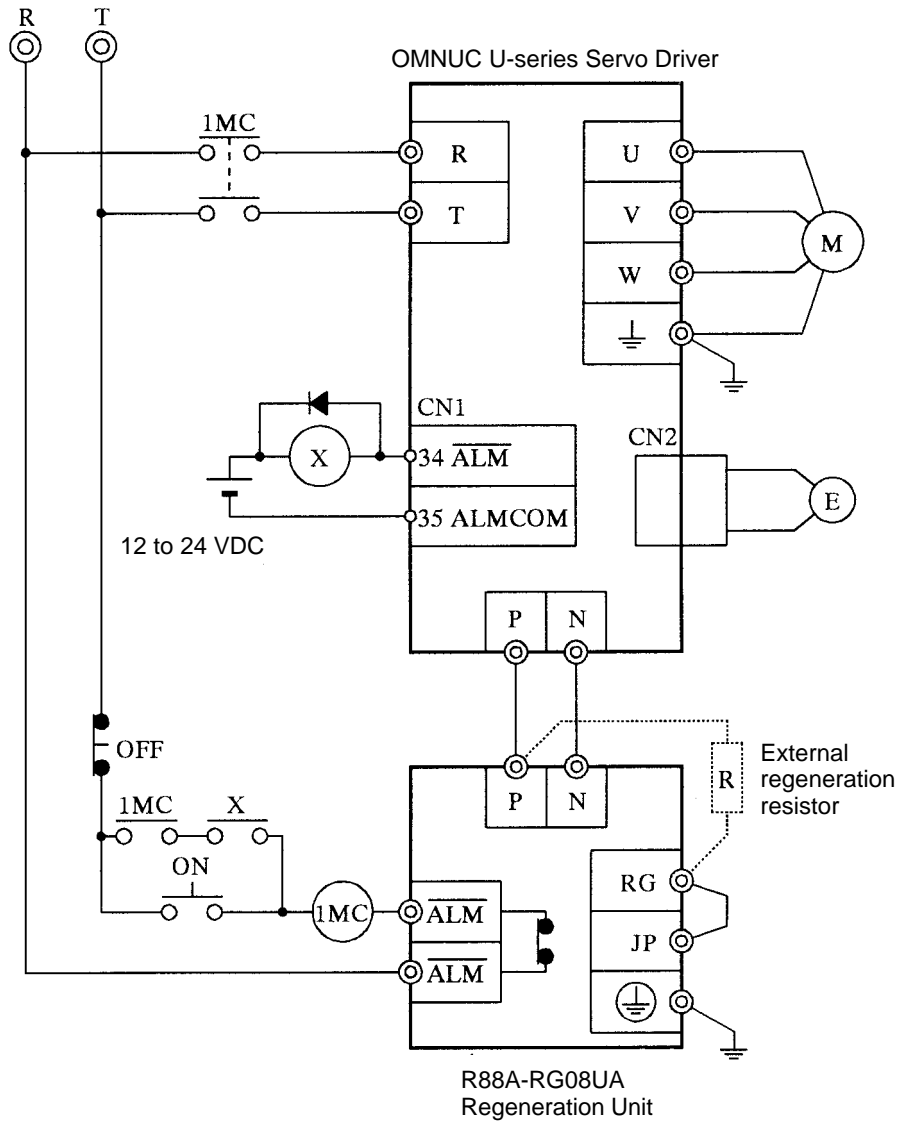 R T
OMNUC U-series Servo Driver
1MC
R
T
U
V
W
M
CN1
X
34 ALM
35 ALMCOM
12 to 24 VDC
CN2
E
P N
OFF
1MC X
ON
1MC
P N
R
External
regeneration
resistor
ALM
ALM
RG
JP
R88A-RG08UA
Regeneration Unit